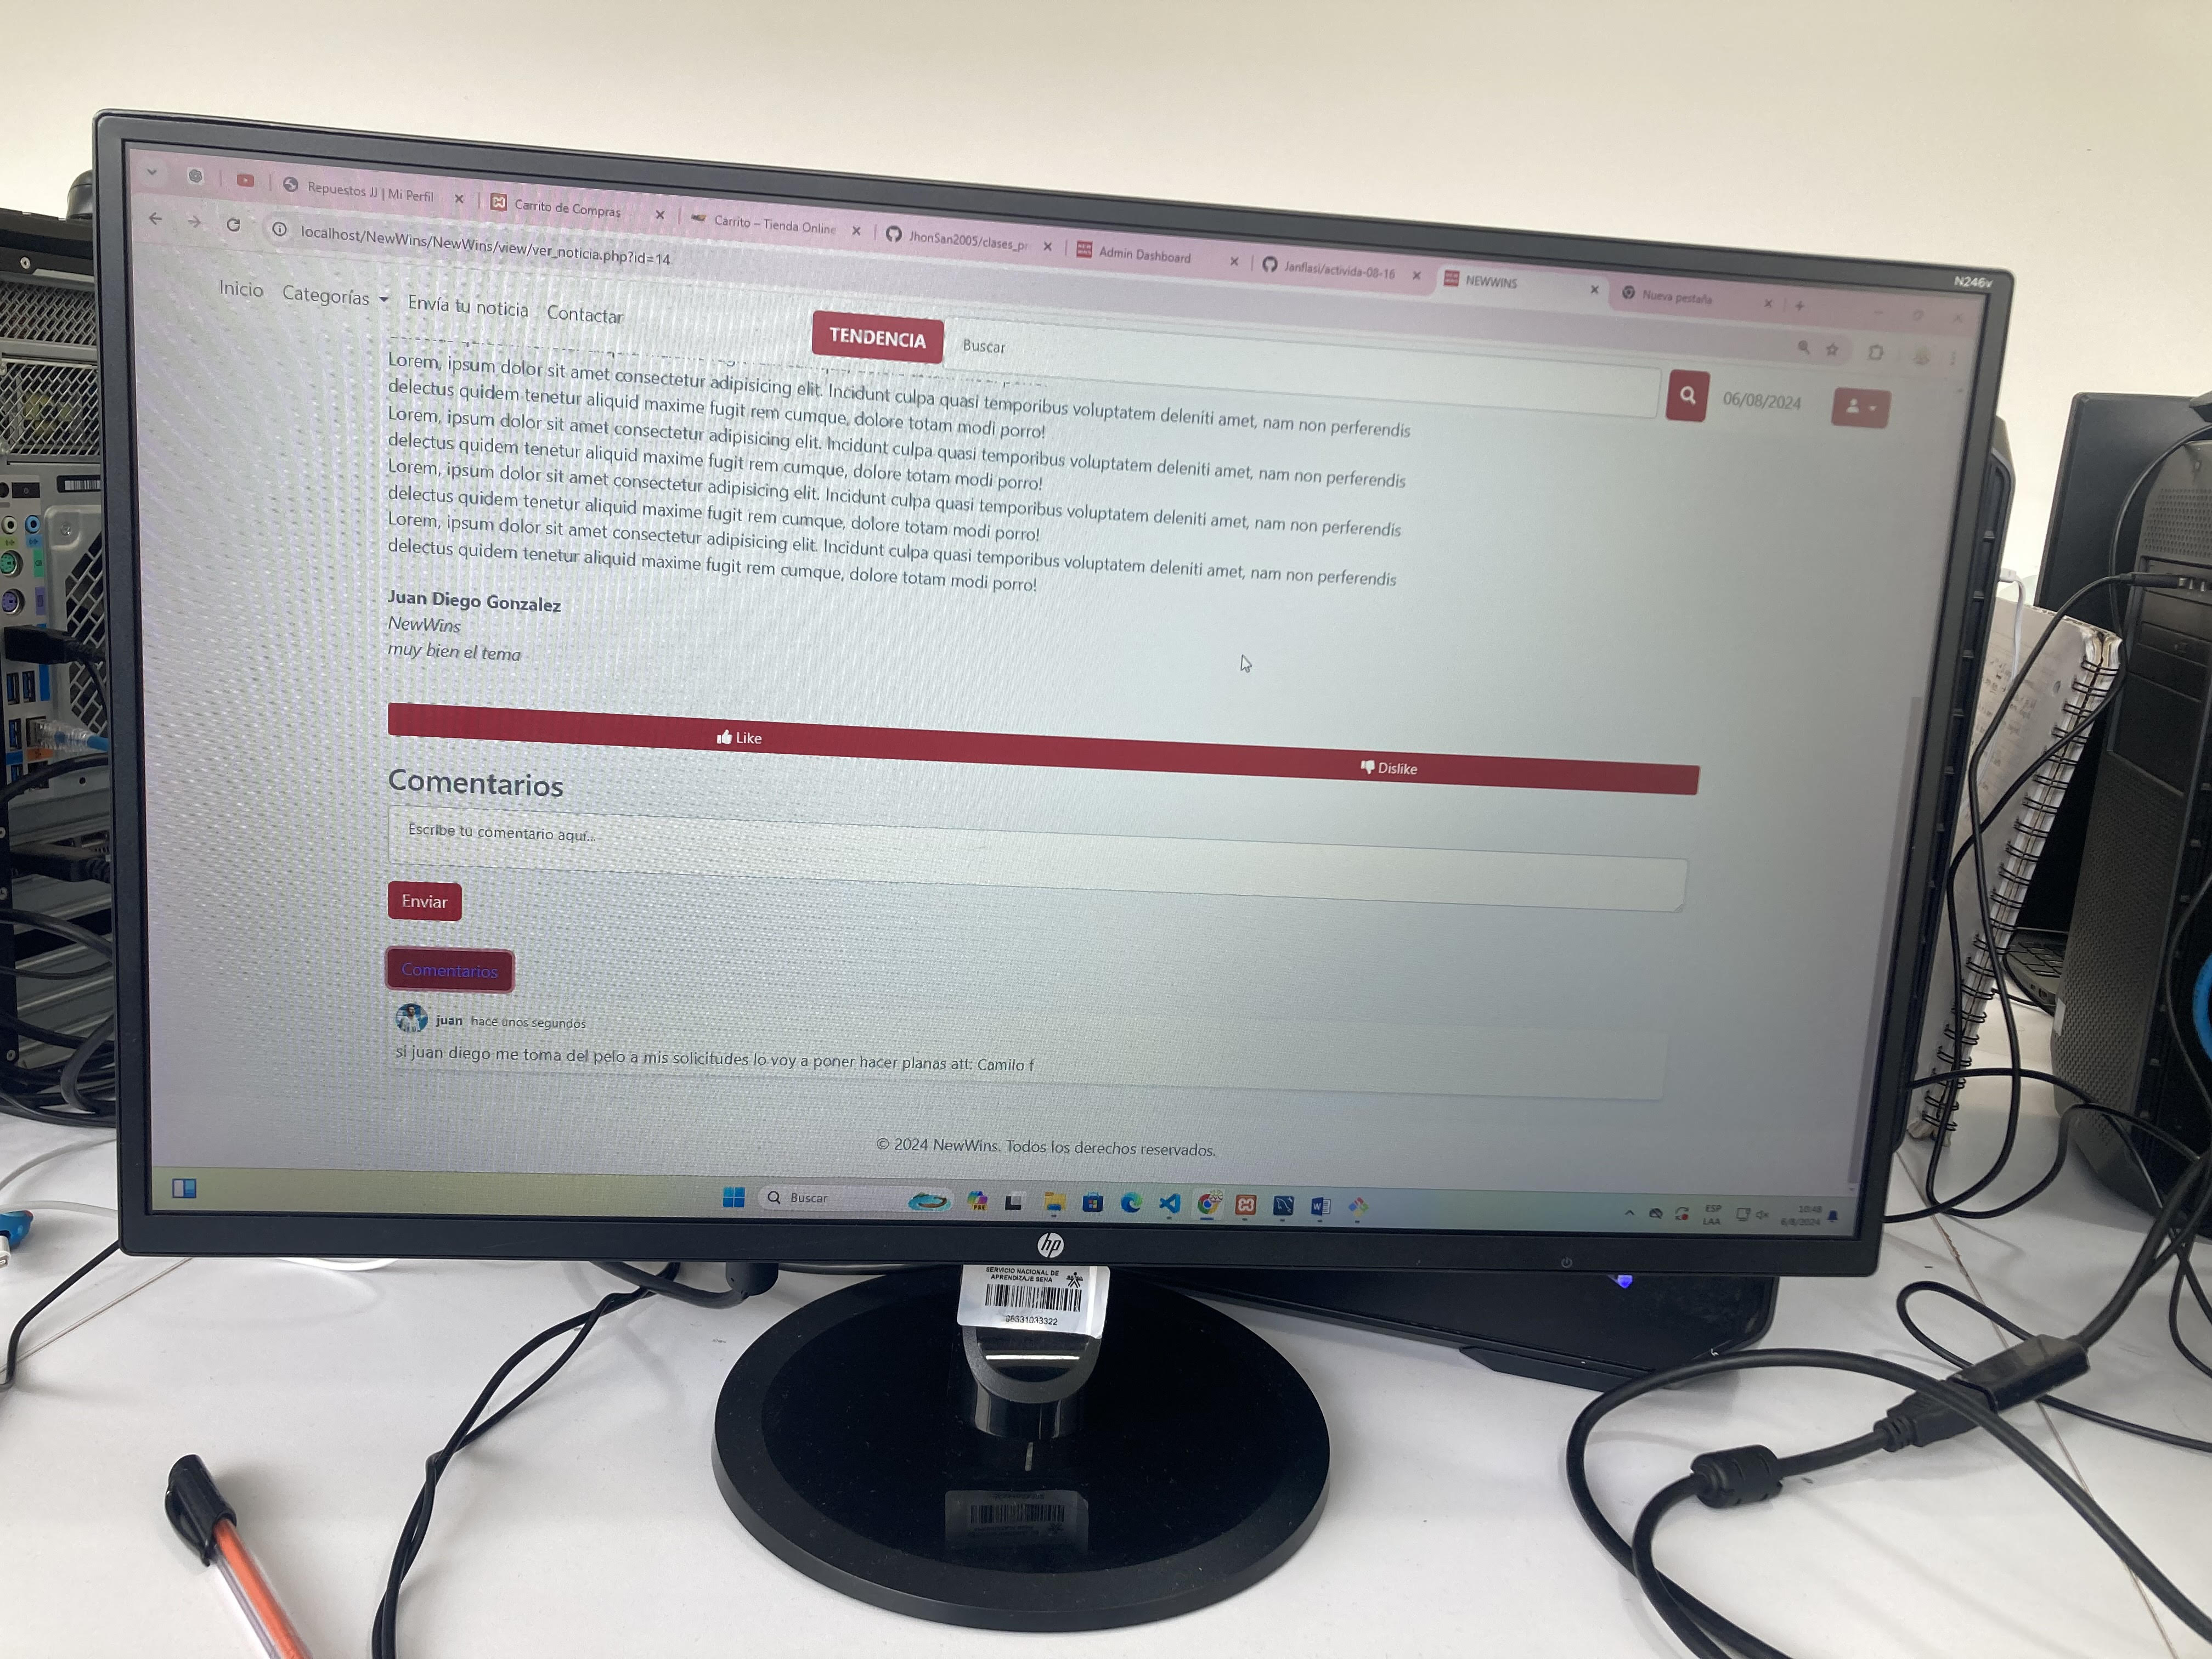 Repuestos JJ | Mi Perfil
Carrito de Compras
Carrito – Tienda Online
JhonSan2005/clases_pr
Admin Dashboard
Janflasi/activida-08-16
NEWWINS
Nueva pestaña
N246v
localhost/NewWins/NewWins/view/ver_noticia.php?id=14
Inicio Categorías Envía tu noticia Contactar
TENDENCIA
Buscar
06/08/2024
Lorem, ipsum dolor sit amet consectetur adipisicing elit. Incidunt culpa quasi temporibus voluptatem deleniti amet, nam non perferendis
delectus quidem tenetur aliquid maxime fugit rem cumque, dolore totam modi porro!
Lorem, ipsum dolor sit amet consectetur adipisicing elit. Incidunt culpa quasi temporibus voluptatem deleniti amet, nam non perferendis
delectus quidem tenetur aliquid maxime fugit rem cumque, dolore totam modi porro!
Lorem, ipsum dolor sit amet consectetur adipisicing elit. Incidunt culpa quasi temporibus voluptatem deleniti amet, nam non perferendis
delectus quidem tenetur aliquid maxime fugit rem cumque, dolore totam modi porro!
Lorem, ipsum dolor sit amet consectetur adipisicing elit. Incidunt culpa quasi temporibus voluptatem deleniti amet, nam non perferendis
delectus quidem tenetur aliquid maxime fugit rem cumque, dolore totam modi porro!
Juan Diego Gonzalez
NewWins
muy bien el tema
Like
Dislike
Comentarios
Escribe tu comentario aquí...
Enviar
Comentarios
juan hace unos segundos
si juan diego me toma del pelo a mis solicitudes lo voy a poner hacer planas att: Camilo f
© 2024 NewWins. Todos los derechos reservados.
Buscar
ESP
LAA
10:48
6/8/2024
hp
SERVICIO NACIONAL DE
APRENDIZAJE SENA